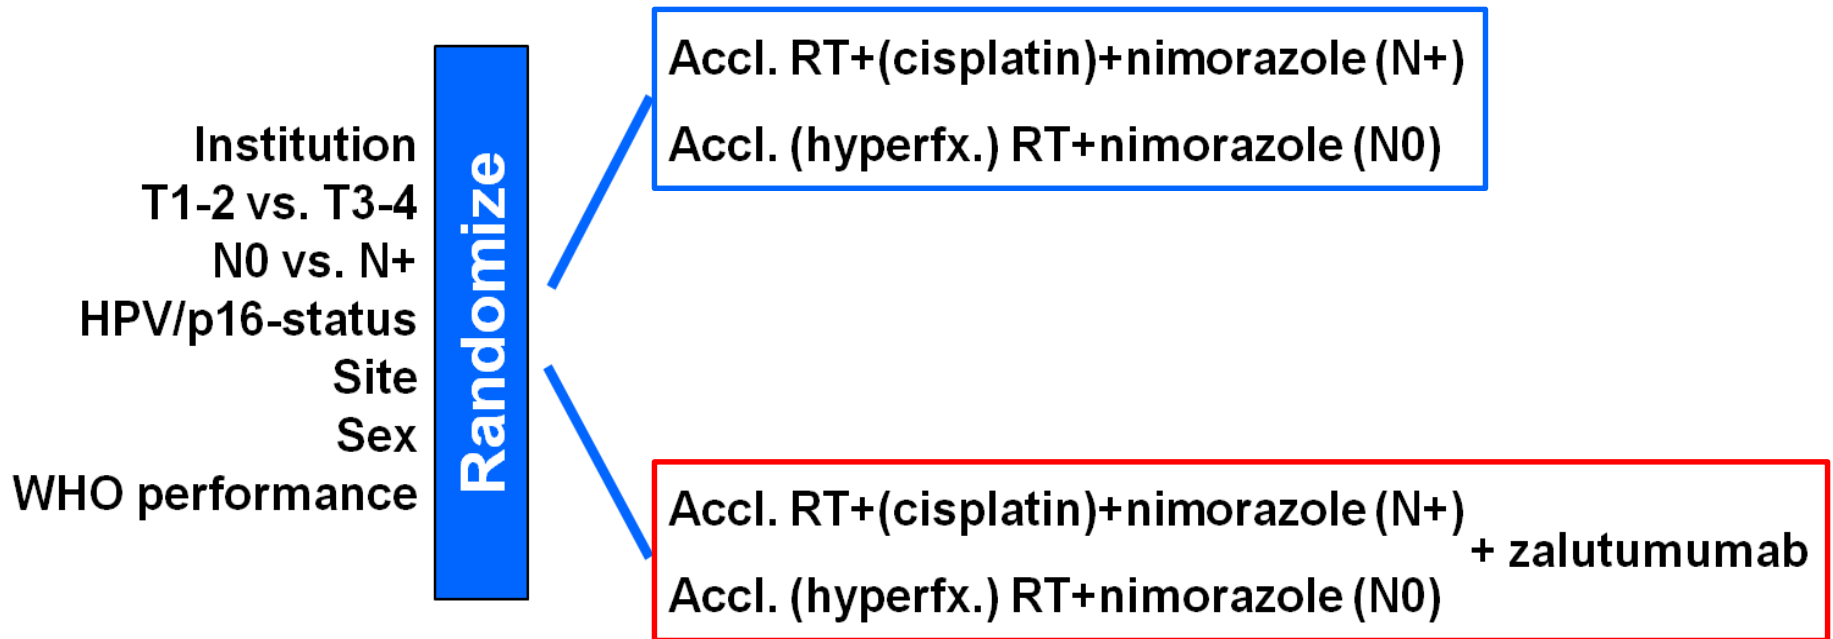 Institution
T1-2 vs. T3-4
N0 vs. N+
HPV/p16-status
Site
Sex
WHO performance
Randomize
Accl. RT+(cisplatin)+nimorazole (N+)
Accl. (hyperfx.) RT+nimorazole (N0)
Accl. RT+(cisplatin)+nimorazole (N+)
+ zalutumumab
Accl. (hyperfx.) RT+nimorazole (N0)